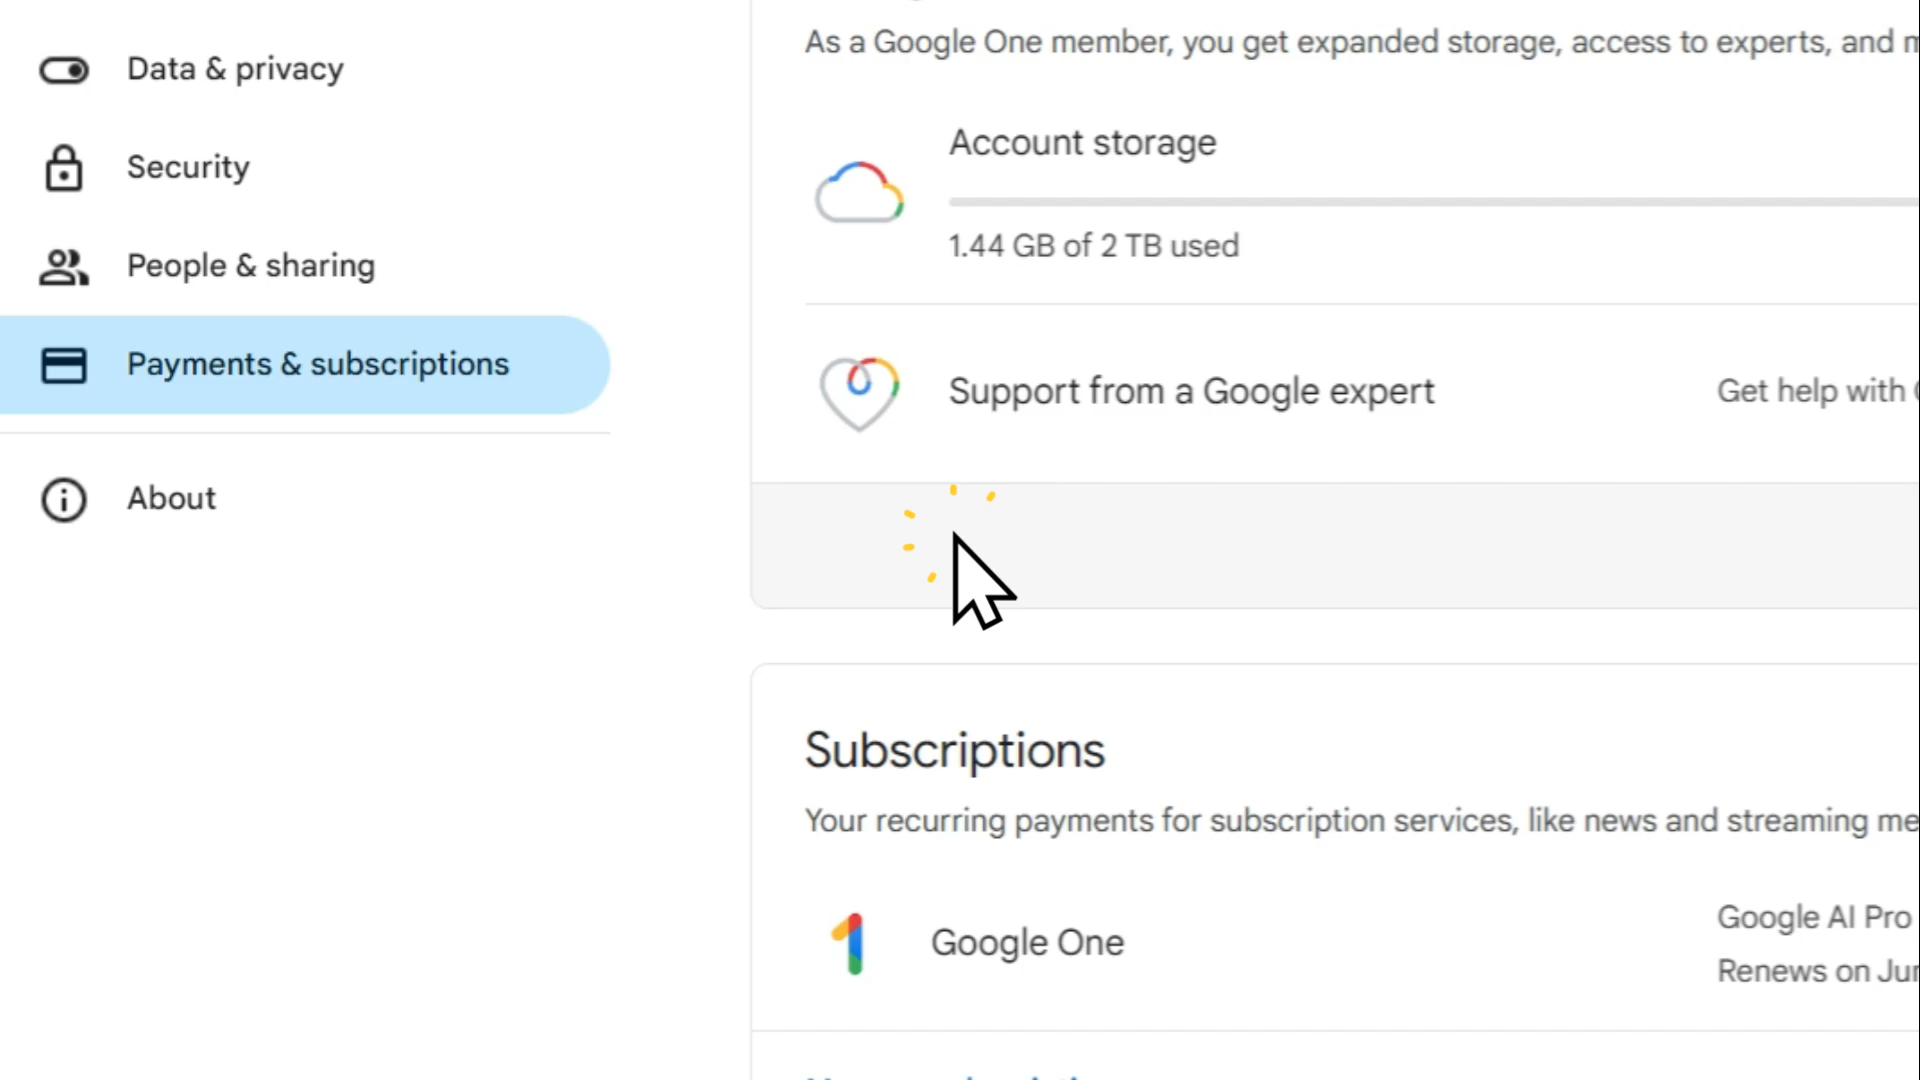 Data & privacy
Security
People & sharing
Payments & subscriptions
About
As a Google One member, you get expanded storage, access to experts, and
Account storage
1.44 GB of 2 TB used
Support from a Google expert
Get help with
Subscriptions
Your recurring payments for subscription services, like news and streaming
Google One
Google AI Pro
Renews on